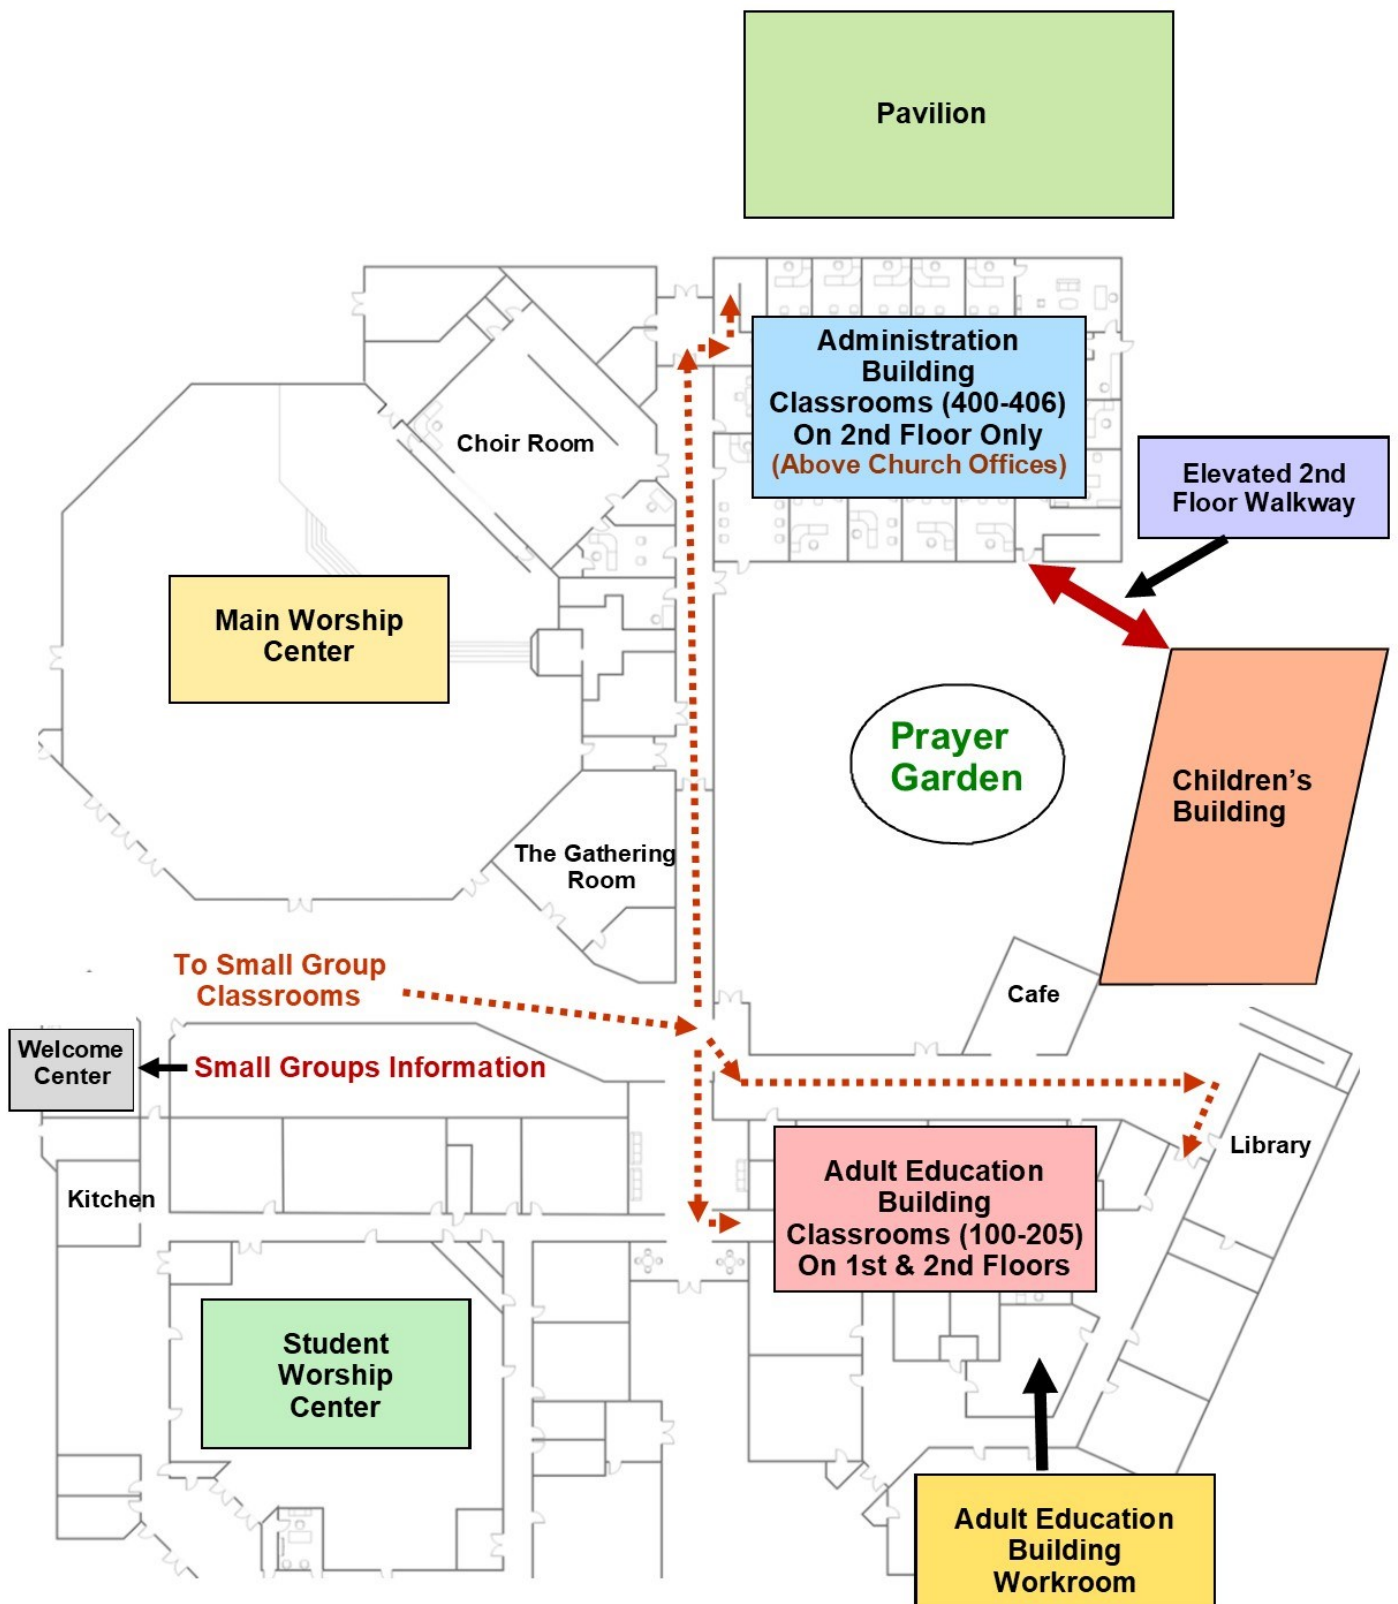 Pavilion
Administration
Building
Classrooms (400-406)
On 2nd Floor Only
(Above Church Offices)
Choir Room
Elevated 2nd
Floor Walkway
Main Worship
Center
Prayer
Garden
Children's
Building
The Gathering
Room
To Small Group
Classrooms
Cafe
Welcome
Center
Small Groups Information
Library
Kitchen
Adult Education
Building
Classrooms (100-205)
On 1st & 2nd Floors
Student
Worship
Center
Adult Education
Building
Workroom